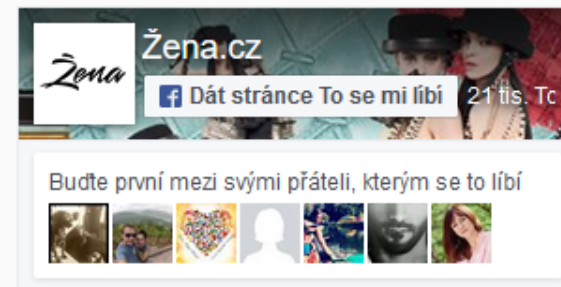 Žena
Žena.cz
Dát stránce To se mi líbí
21 tis. To
Buďte první mezi svými přáteli, kterým se to líbí